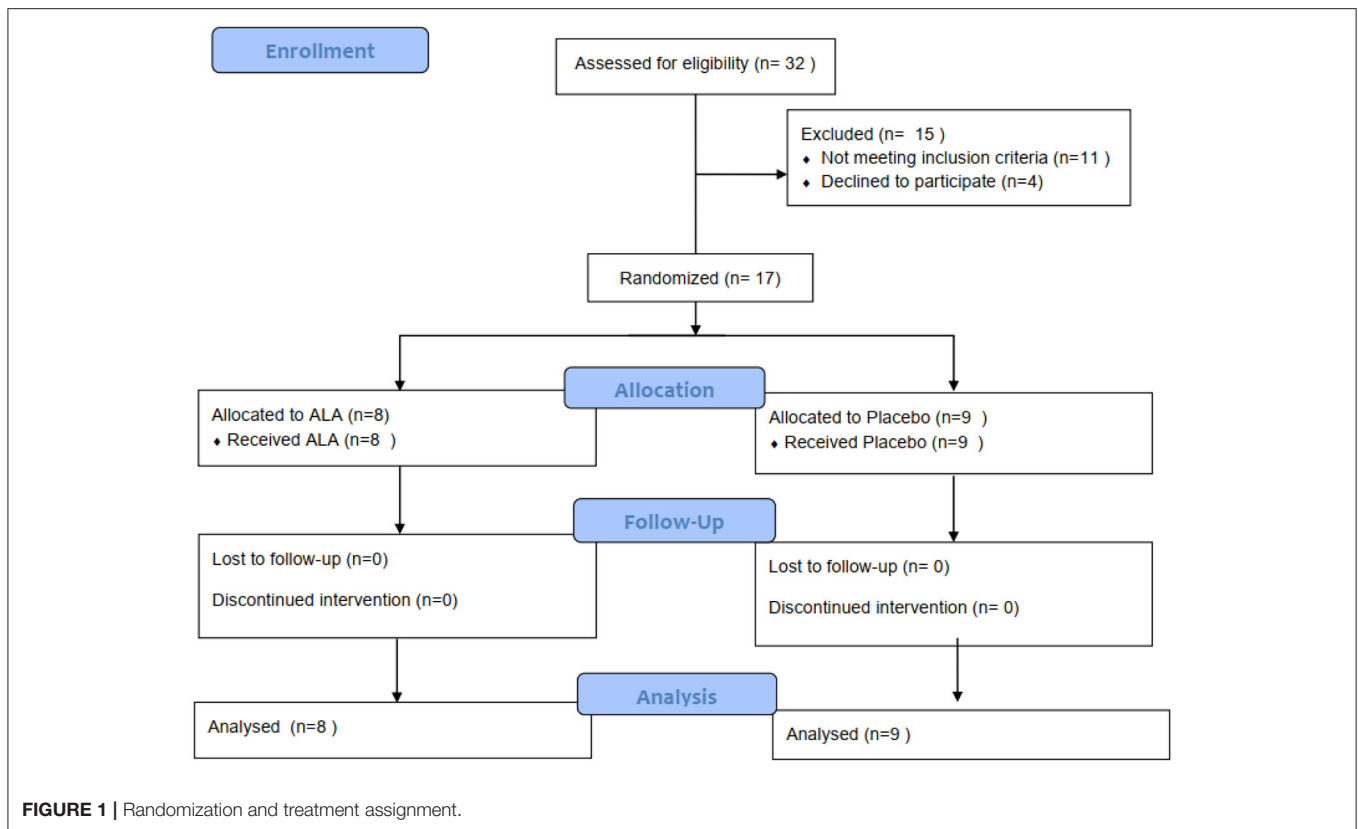 Enrollment
Assessed for eligibility (n= 32 )
Excluded (n= 15 )
♦ Not meeting inclusion criteria (n=11 )
♦ Declined to participate (n=4)
Randomized (n= 17)
Allocation
Allocated to ALA (n=8)
♦ Received ALA (n=8 )
Allocated to Placebo (n=9 )
♦ Received Placebo (n=9 )
Follow-Up
Lost to follow-up (n=0)
Discontinued intervention (n=0)
Lost to follow-up (n= 0)
Discontinued intervention (n= 0)
Analysis
Analysed (n=8 )
Analysed (n=9 )
FIGURE 1 | Randomization and treatment assignment.